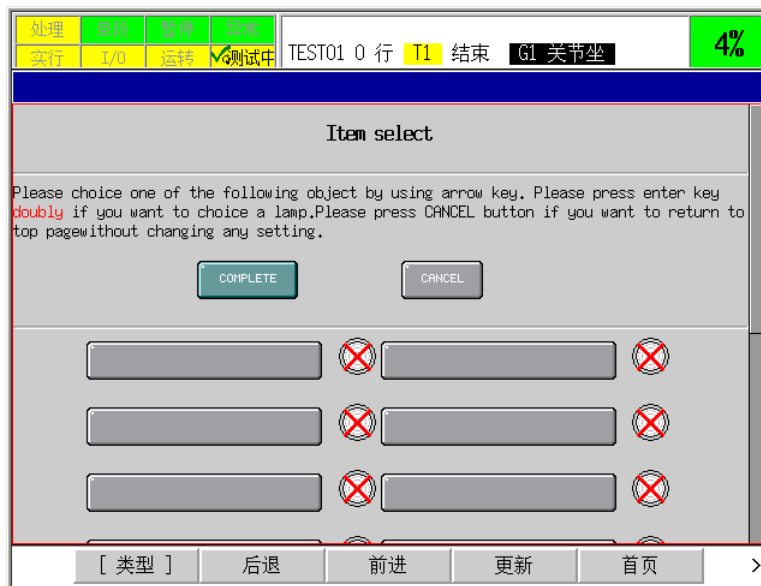 处理 单段 暂停 异常
实行 I/O 运转 测试中
TEST01 0 行 T1 结束 G1 关节坐
4%
Item select
Please choice one of the following object by using arrow key. Please press enter key
doubly if you want to choice a lamp.Please press CANCEL button if you want to return to
top pagewithout changing any setting.
COMPLETE CANCEL
[ 类型 ] 后退 前进 更新 首页 >